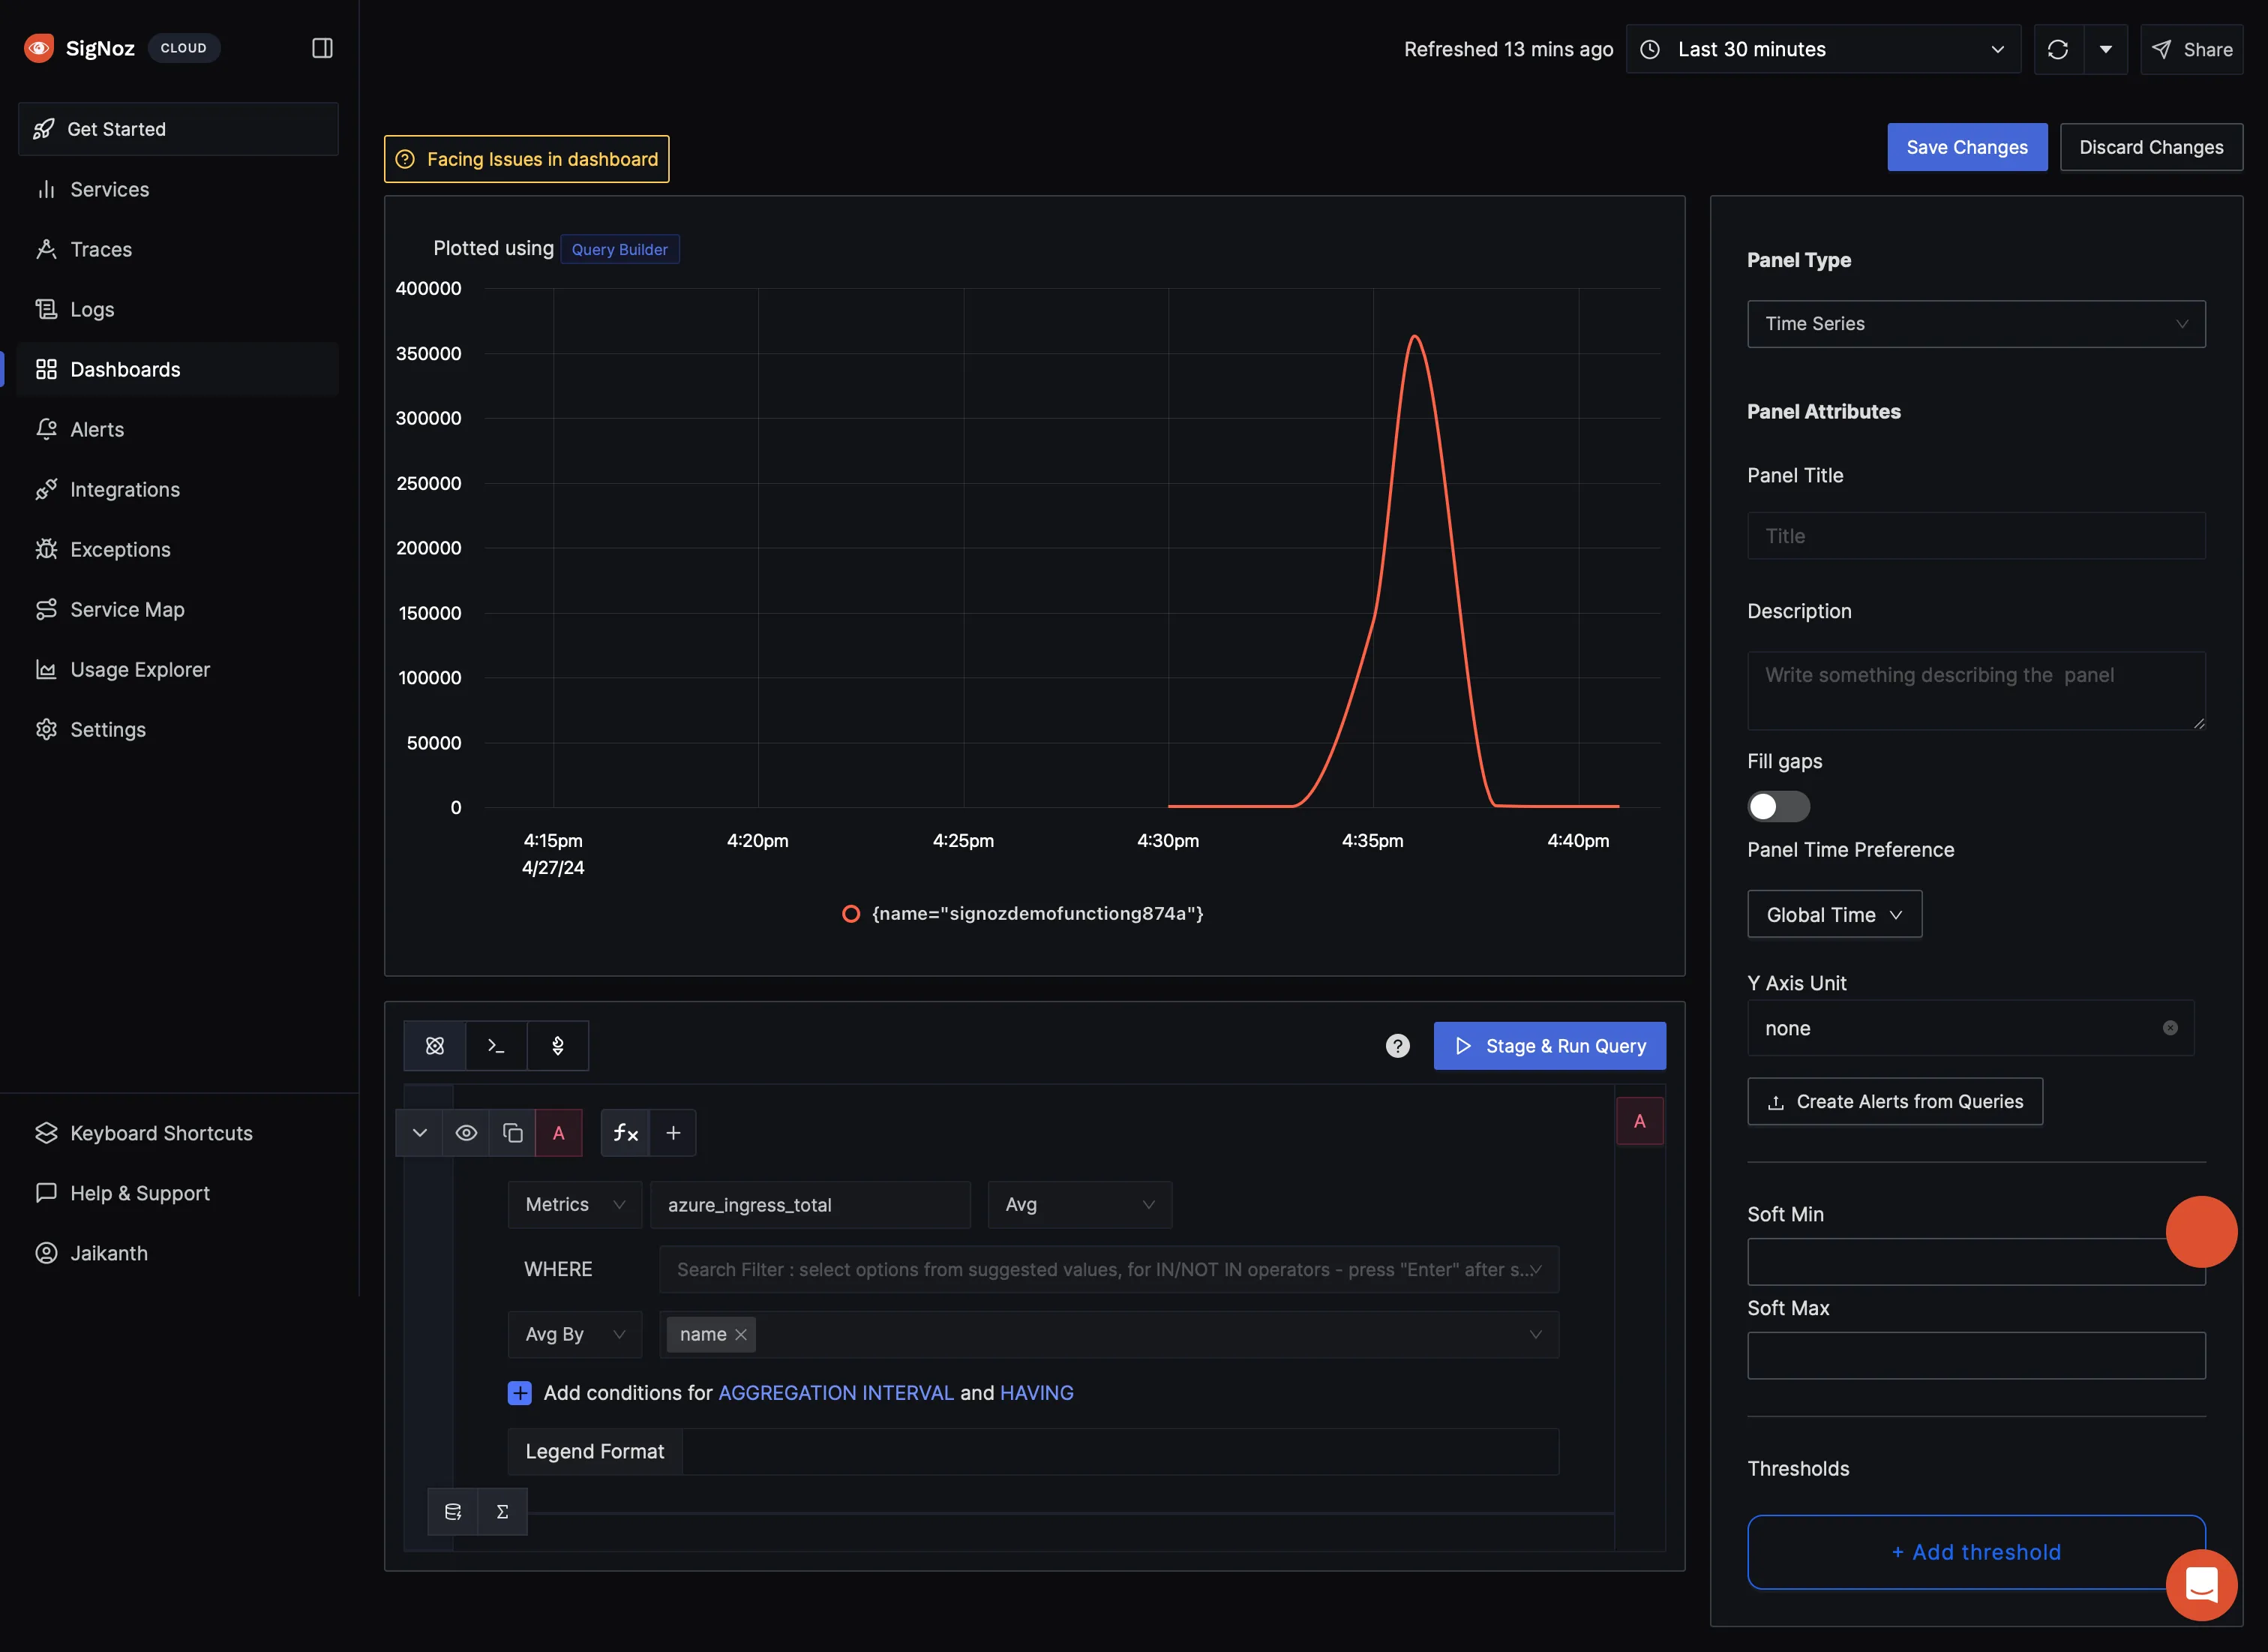 SigNoz CLOUD
Get Started
Services
Traces
Logs
Dashboards
Alerts
Integrations
Exceptions
Service Map
Usage Explorer
Settings
Keyboard Shortcuts
Help & Support
Jaikanth
Refreshed 13 mins ago Last 30 minutes Share
Facing Issues in dashboard
Save Changes Discard Changes
Plotted using Query Builder
400000
350000
300000
250000
200000
150000
100000
50000
0
4:15pm 4:20pm 4:25pm 4:30pm 4:35pm 4:40pm
4/27/24
{name="signozdemofunctiong874a"}
Stage & Run Query
A
A
Metrics azure_ingress_total Avg
WHERE Search Filter : select options from suggested values, for IN/NOT IN operators - press "Enter" after s...
Avg By name
Add conditions for AGGREGATION INTERVAL and HAVING
Legend Format
Panel Type
Time Series
Panel Attributes
Panel Title
Title
Description
Write something describing the panel
Fill gaps
Panel Time Preference
Global Time
Y Axis Unit
none
Create Alerts from Queries
Soft Min
Soft Max
Thresholds
+ Add threshold